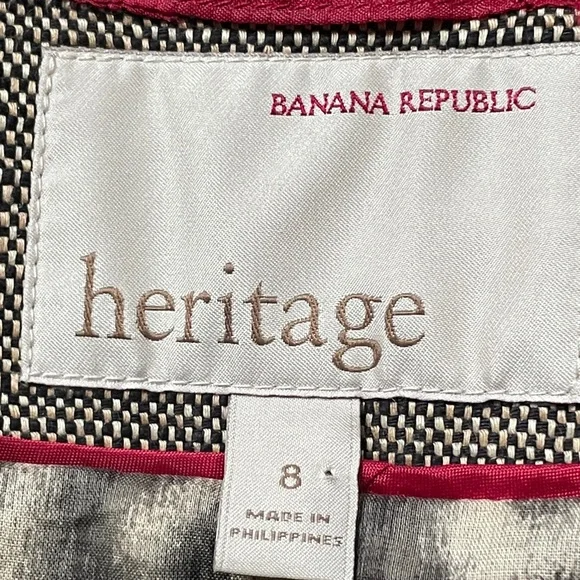 BANANA REPUBLIC
heritage
8
MADE IN
PHILIPPINES